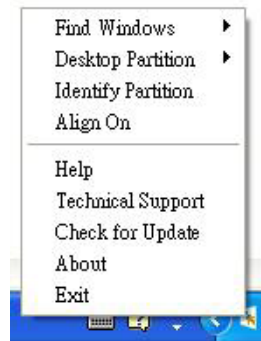 Find Windows
Desktop Partition
Identify Partition
Align On
Help
Technical Support
Check for Update
About
Exit